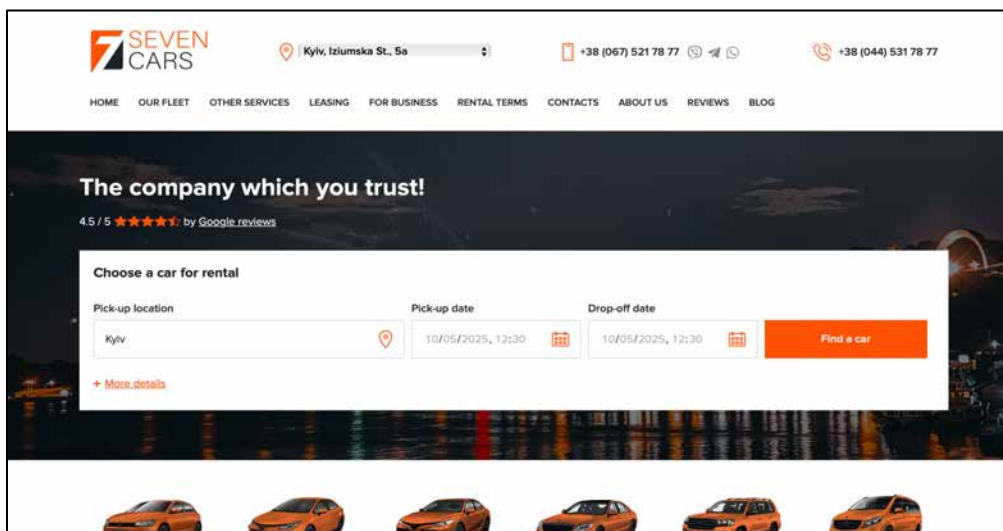 SEVEN
CARS
Kyiv, Iziumska St., 5a
+38 (067) 521 78 77
+38 (044) 531 78 77
HOME OUR FLEET OTHER SERVICES LEASING FOR BUSINESS RENTAL TERMS CONTACTS ABOUT US REVIEWS BLOG
The company which you trust!
4.5 / 5 by Google reviews
Choose a car for rental
Pick-up location Pick-up date Drop-off date
Kyiv 10/05/2025, 12:30 10/05/2025, 12:30 Find a car
+ More details